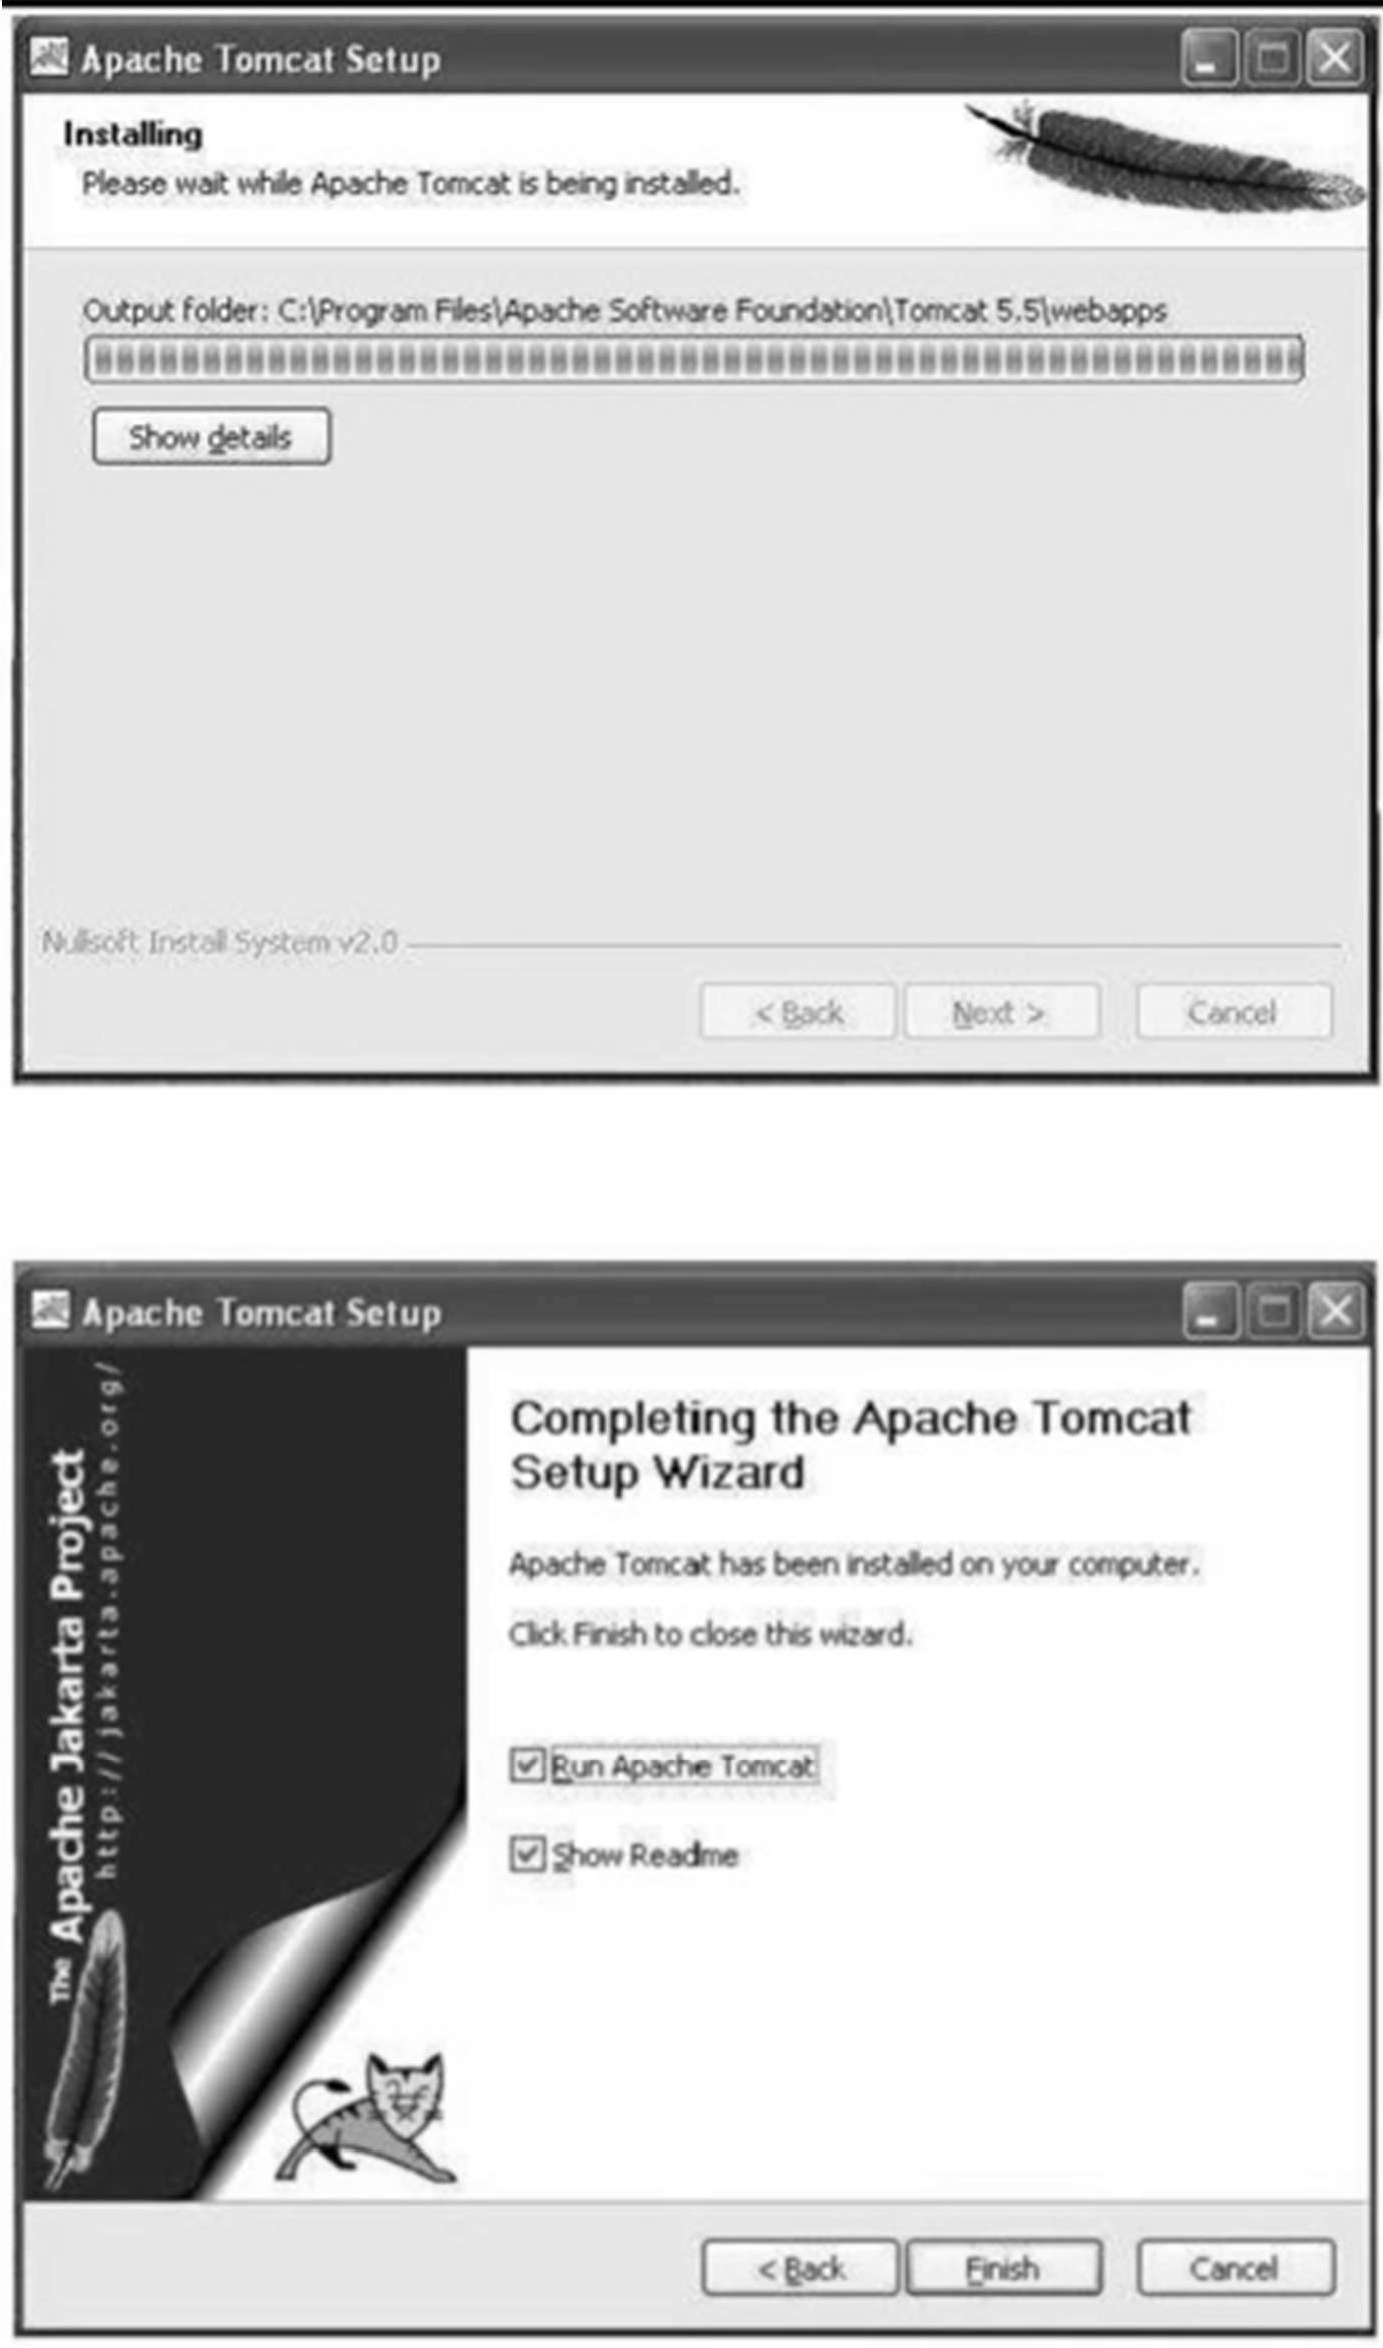 Apache Tomcat Setup
Installing
Please wait while Apache Tomcat is being installed.
Output folder: C:\Program Files\Apache Software Foundation\Tomcat 5.5\webapps
Show details
Nullsoft Install System v2.0
< Back
Next >
Cancel
Apache Tomcat Setup
The Apache Jakarta Project
http://jakarta.apache.org/
Completing the Apache Tomcat
Setup Wizard
Apache Tomcat has been installed on your computer.
Click Finish to close this wizard.
Run Apache Tomcat
Show Readme
< Back
Finish
Cancel